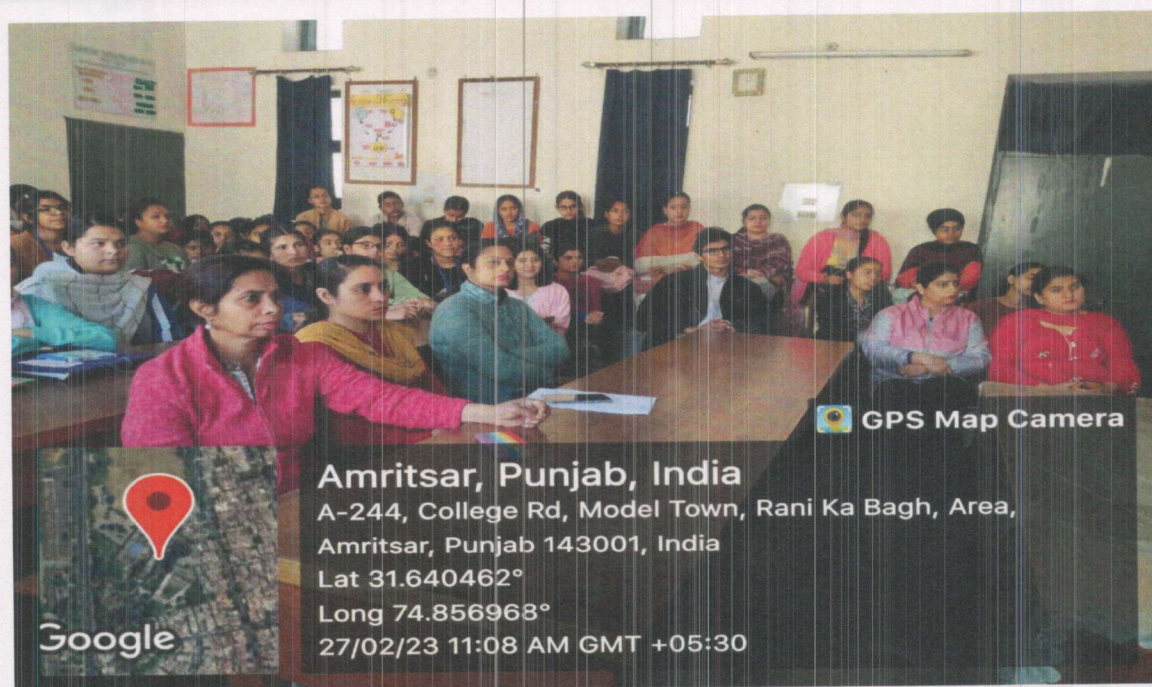 GPS Map Camera
Amritsar, Punjab, India
A-244, College Rd, Model Town, Rani Ka Bagh, Area,
Amritsar, Punjab 143001, India
Lat 31.640462°
Long 74.856968°
27/02/23 11:08 AM GMT +05:30
Google